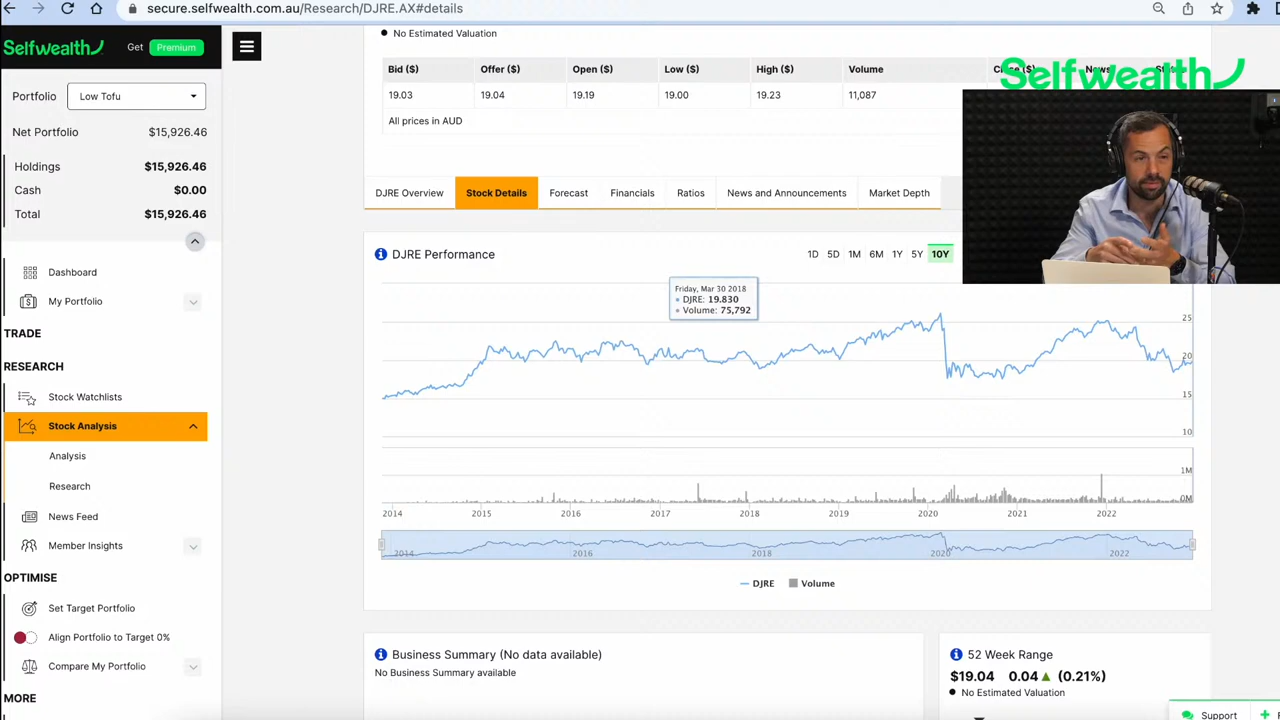 secure.selfwealth.com.au/Research/DJRE.AX#details
Selfwealth
Get Premium
Portfolio Low Tofu
Net Portfolio $15,926.46
Holdings $15,926.46
Cash $0.00
Total $15,926.46
Dashboard
My Portfolio
TRADE
RESEARCH
Stock Watchlists
Stock Analysis
Analysis
Research
News Feed
Member Insights
OPTIMISE
Set Target Portfolio
Align Portfolio to Target 0%
Compare My Portfolio
MORE
No Estimated Valuation
Bid ($) Offer ($) Open ($) Low ($) High ($) Volume Close ($) News Status
19.03 19.04 19.19 19.00 19.23 11,087
All prices in AUD
Selfwealth
DJRE Overview Stock Details Forecast Financials Ratios News and Announcements Market Depth
DJRE Performance
1D 5D 1M 6M 1Y 5Y 10Y
Friday, Mar 30 2018
DJRE: 19.830
Volume: 75,792
25
20
15
10
1M
0M
2014 2015 2016 2017 2018 2019 2020 2021 2022
2014 2016 2018 2020 2022
DJRE Volume
Business Summary (No data available)
No Business Summary available
52 Week Range
$19.04 0.04 (0.21%)
No Estimated Valuation
Support